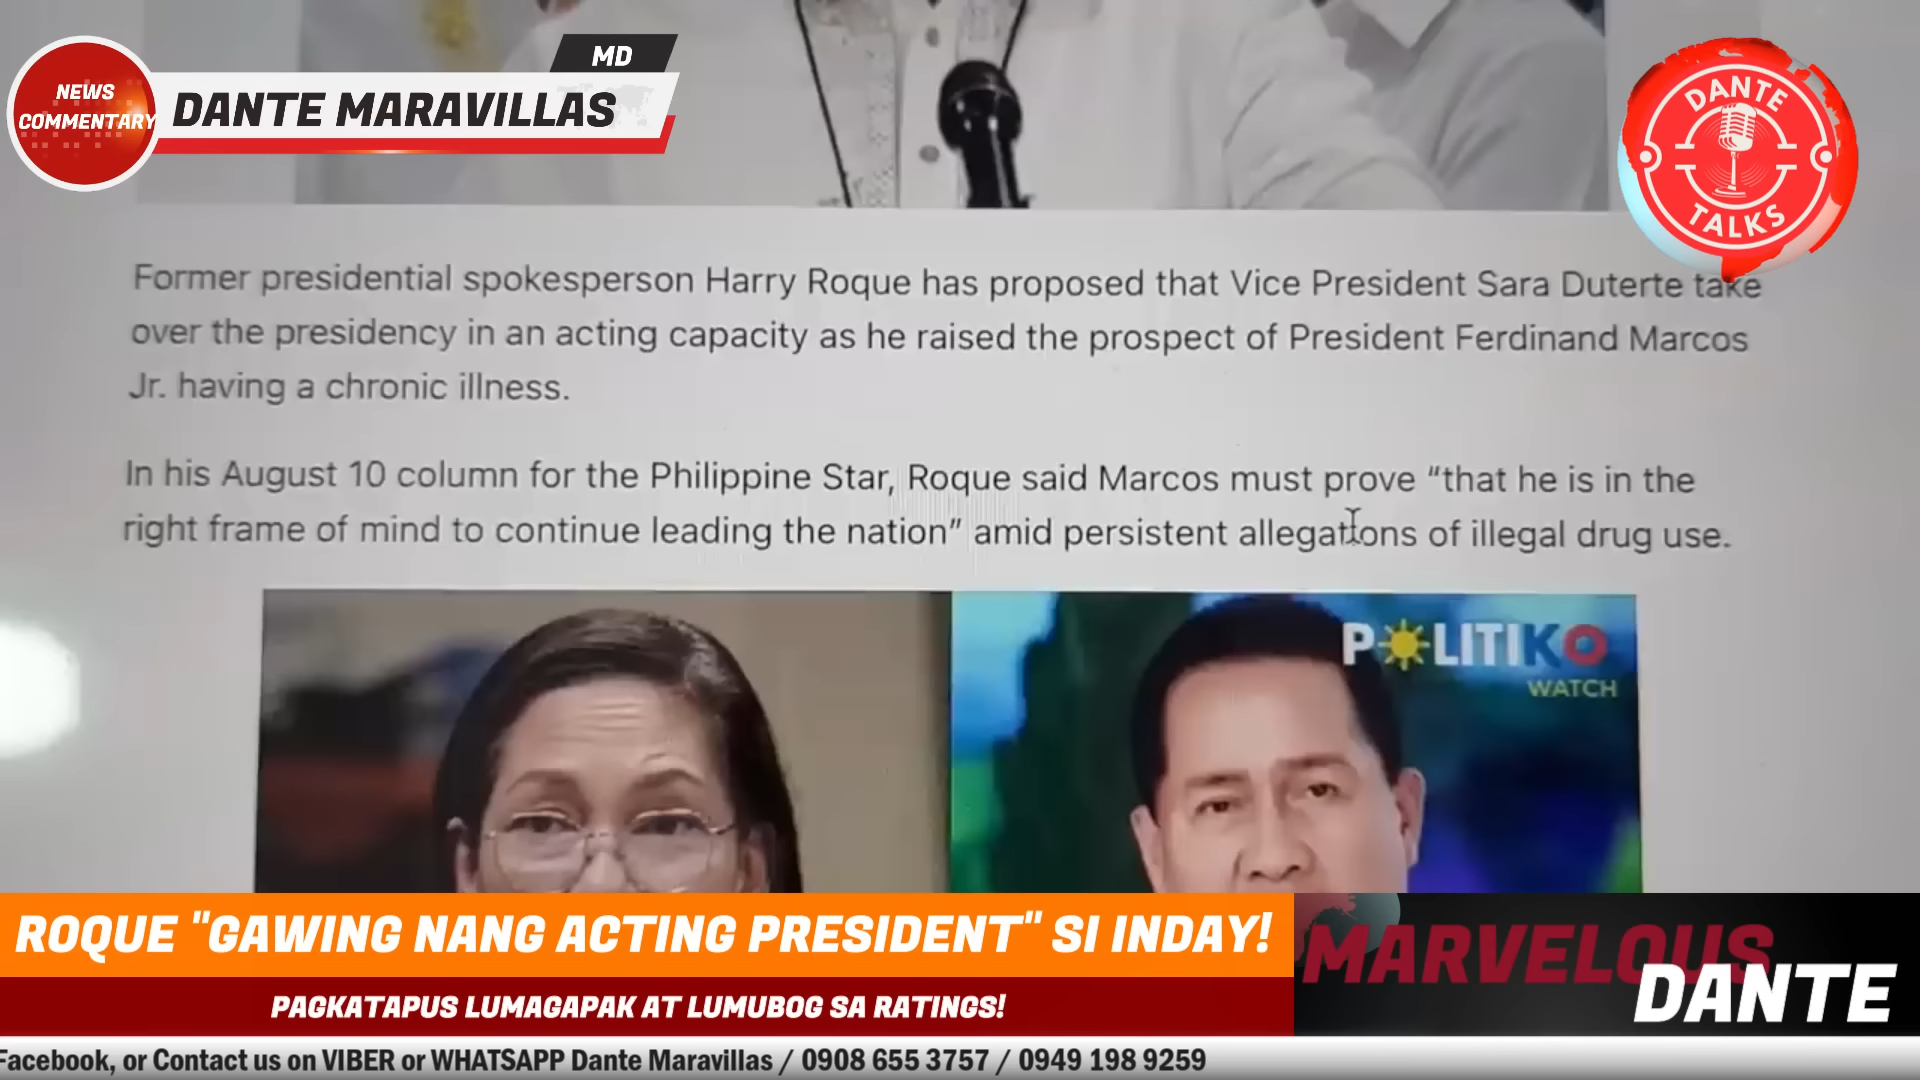 MD
NEWS
COMMENTARY
DANTE MARAVILLAS
DANTE
TALKS
Former presidential spokesperson Harry Roque has proposed that Vice President Sara Duterte take
over the presidency in an acting capacity as he raised the prospect of President Ferdinand Marcos
Jr. having a chronic illness.
In his August 10 column for the Philippine Star, Roque said Marcos must prove “that he is in the
right frame of mind to continue leading the nation” amid persistent allegations of illegal drug use.
POLITIKO
WATCH
ROQUE "GAWING NANG ACTING PRESIDENT" SI INDAY!
PAGKATAPUS LUMAGAPAK AT LUMUBOG SA RATINGS!
MARVELOUS
DANTE
Facebook, or Contact us on VIBER or WHATSAPP Dante Maravillas / 0908 655 3757 / 0949 198 9259